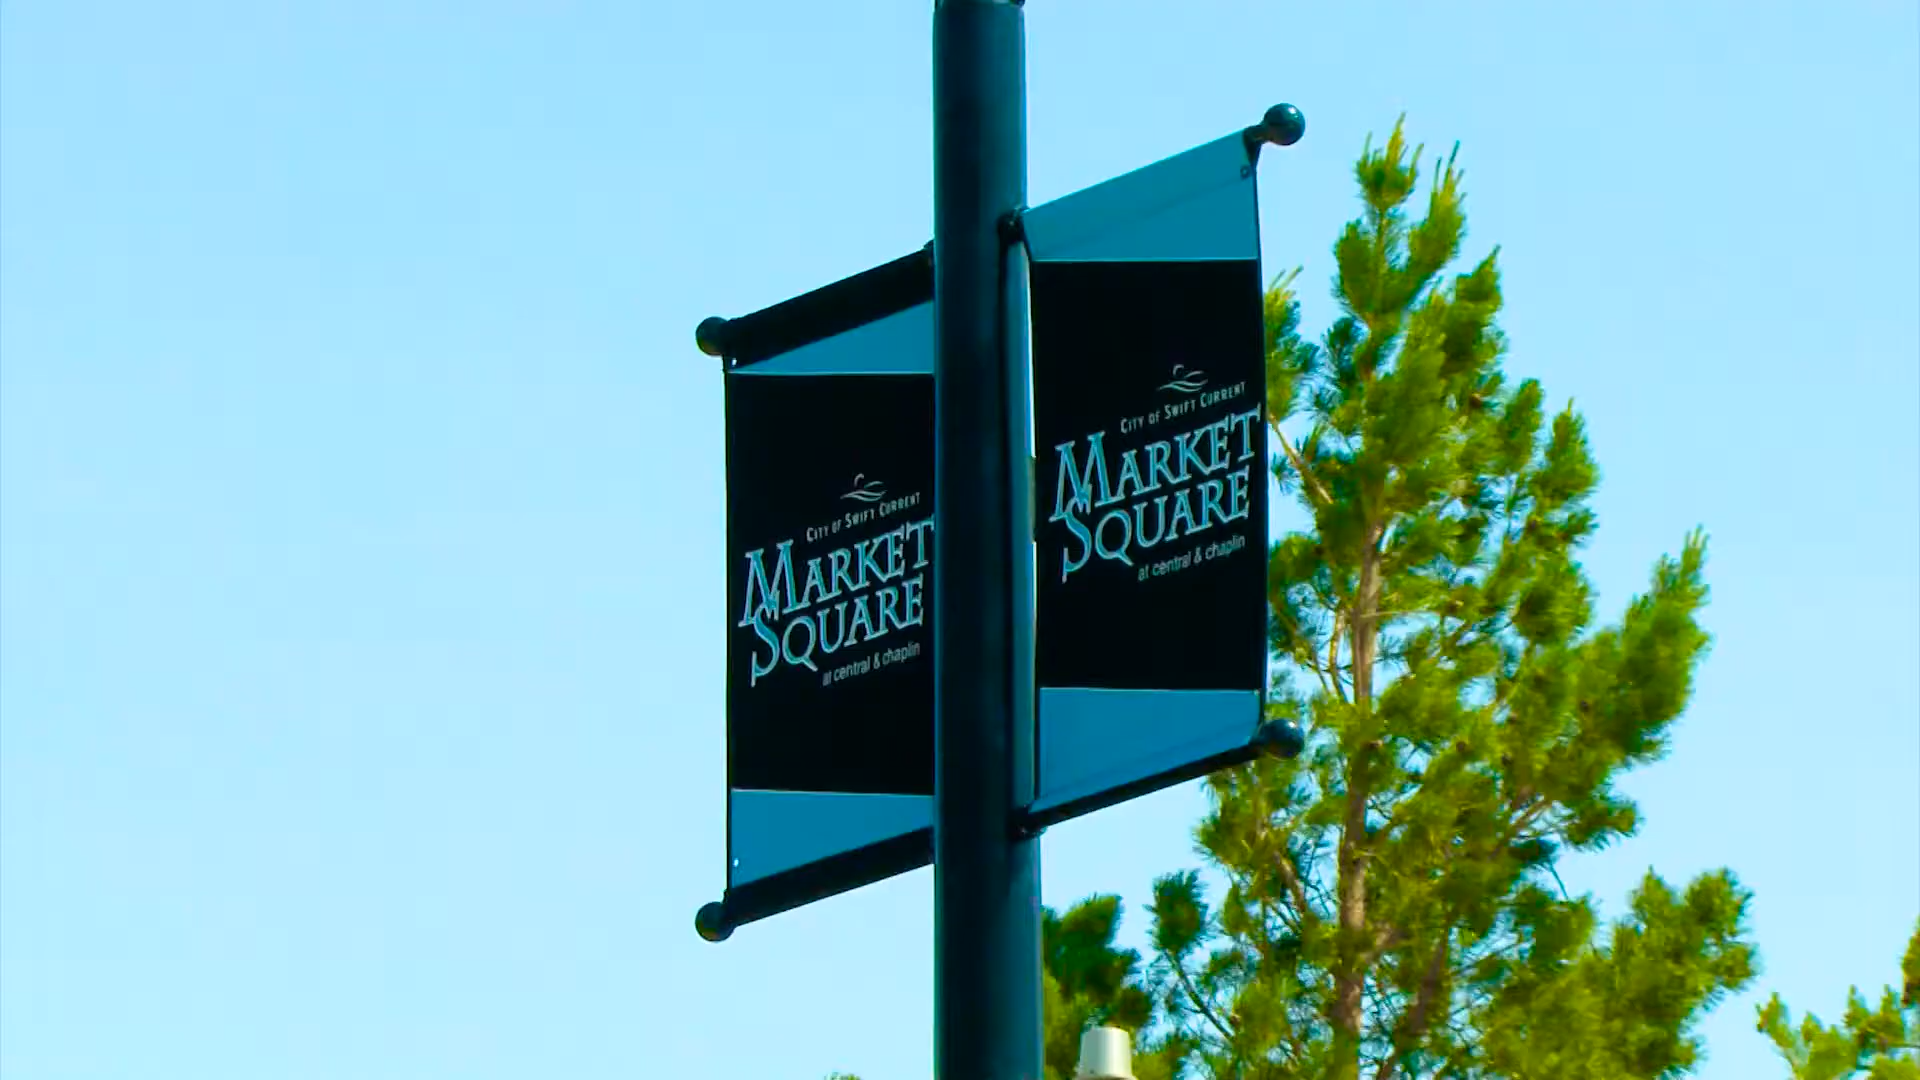 City of Swift Current
Market
Square
at central & chaplin
City of Swift Current
Market
Square
at central & chaplin